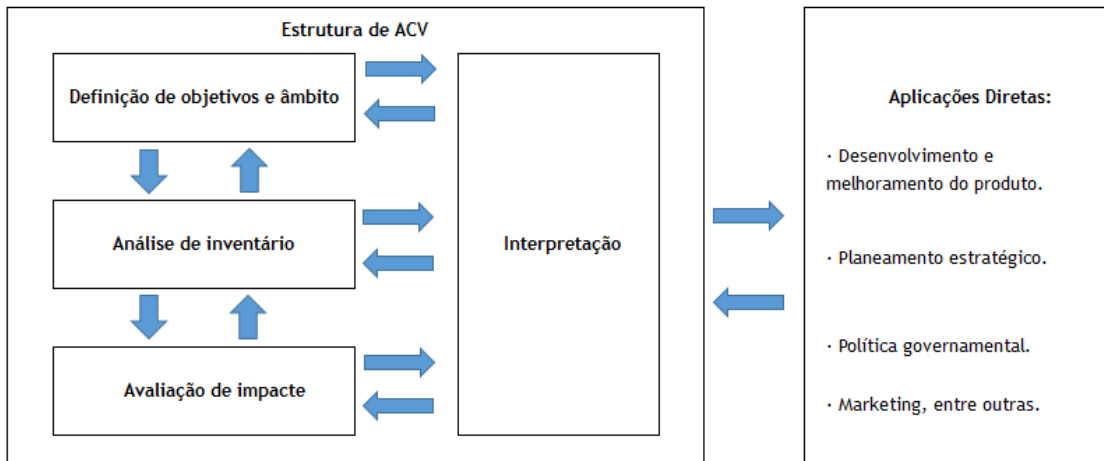 Estrutura de ACV
Definição de objetivos e âmbito
Análise de inventário
Avaliação de impacte
Interpretação
Aplicações Diretas:
· Desenvolvimento e
melhoramento do produto.
· Planeamento estratégico.
· Política governamental.
· Marketing, entre outras.